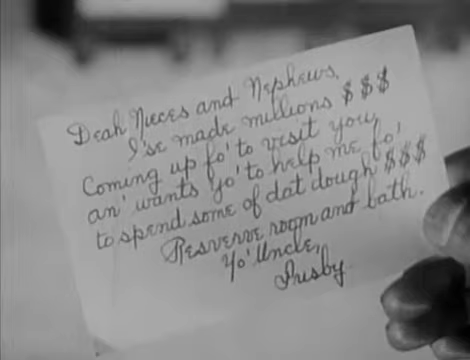 Deah Nieces and Nephews,
I'se made millions $$$
Coming up fo' to visit you,
an' wants yo' to help me fo'
to spend some of dat dough $$$
Reserve room and bath.
Yo' Uncle,
Prisby